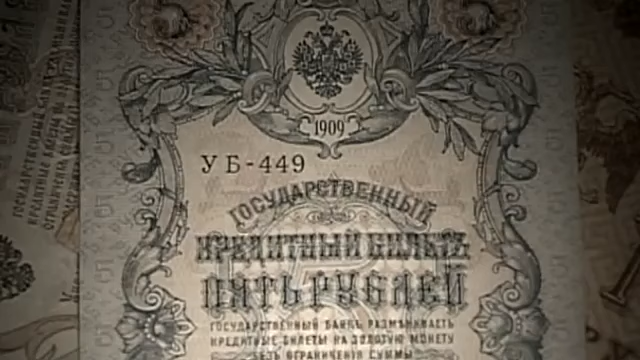 1909
УБ-449
ГОСУДАРСТВЕННЫЙ
КРЕДИТНЫЙ БИЛЕТЪ
ПЯТЬ РУБЛЕЙ
ГОСУДАРСТВЕННЫЙ БАНКЪ РАЗМѢНИВАЕТЪ
КРЕДИТНЫЕ БИЛЕТЫ НА ЗОЛОТУЮ МОНЕТУ
БЕЗЪ ОГРАНИЧЕНІЯ СУММЫ